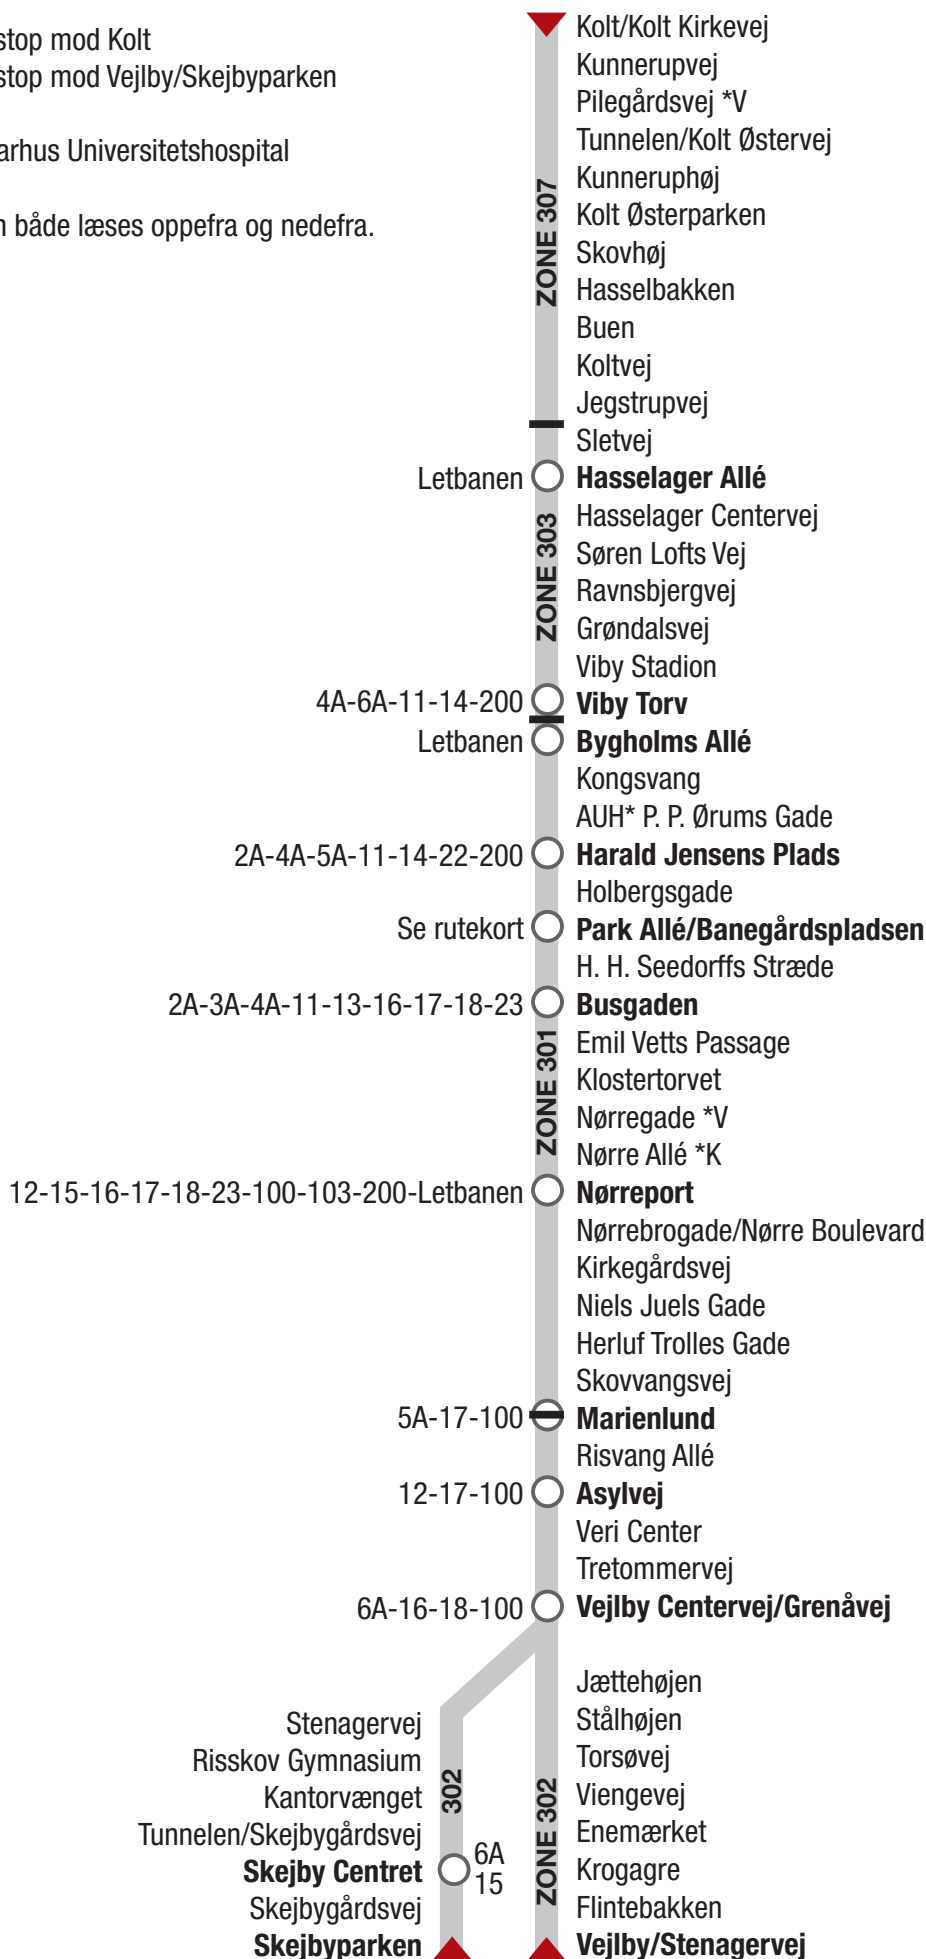 stop mod Kolt
stop mod Vejlby/Skejbyparken
arhus Universitetshospital
n både læses oppefra og nedefra.
Kolt/Kolt Kirkevej
Kunnerupvej
Pilegårdsvej *V
Tunnelen/Kolt Østervej
Kunneruphøj
Kolt Østerparken
Skovhøj
Hasselbakken
Buen
Koltvej
Jegstrupvej
ZONE 307
Sletvej
Letbanen Hasselager Allé
Hasselager Centervej
Søren Lofts Vej
Ravnsbjergvej
Grøndalsvej
Viby Stadion
ZONE 303
4A-6A-11-14-200 Viby Torv
Letbanen Bygholms Allé
Kongsvang
AUH* P. P. Ørums Gade
2A-4A-5A-11-14-22-200 Harald Jensens Plads
Holbergsgade
Se rutekort Park Allé/Banegårdspladsen
H. H. Seedorffs Stræde
2A-3A-4A-11-13-16-17-18-23 Busgaden
Emil Vetts Passage
Klostertorvet
Nørregade *V
Nørre Allé *K
ZONE 301
12-15-16-17-18-23-100-103-200-Letbanen Nørreport
Nørrebrogade/Nørre Boulevard
Kirkegårdsvej
Niels Juels Gade
Herluf Trolles Gade
Skovvangsvej
5A-17-100 Marienlund
Risvang Allé
12-17-100 Asylvej
Veri Center
Tretommervej
6A-16-18-100 Vejlby Centervej/Grenåvej
Stenagervej
Risskov Gymnasium
Kantorvænget
Tunnelen/Skejbygårdsvej
Skejby Centret
Skejbygårdsvej
Skejbyparken
302
6A
15
ZONE 302
Jættehøjen
Stålhøjen
Torsøvej
Viengevej
Enemærket
Krogagre
Flintebakken
Vejlby/Stenagervej